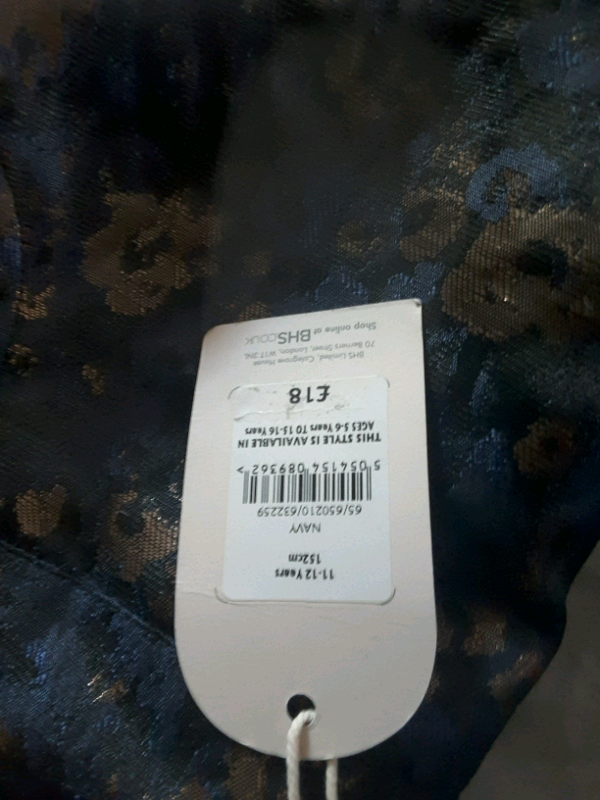 11-12 Years
152cm
NAVY
65/650210/632259
5 054154 089362 >
THIS STYLE IS AVAILABLE IN
AGES 5-6 Years TO 15-16 Years
£18
BHS Limited, Colegrave House
70 Berners Street, London, W1T 3NL
Shop online at BHS.CO.UK